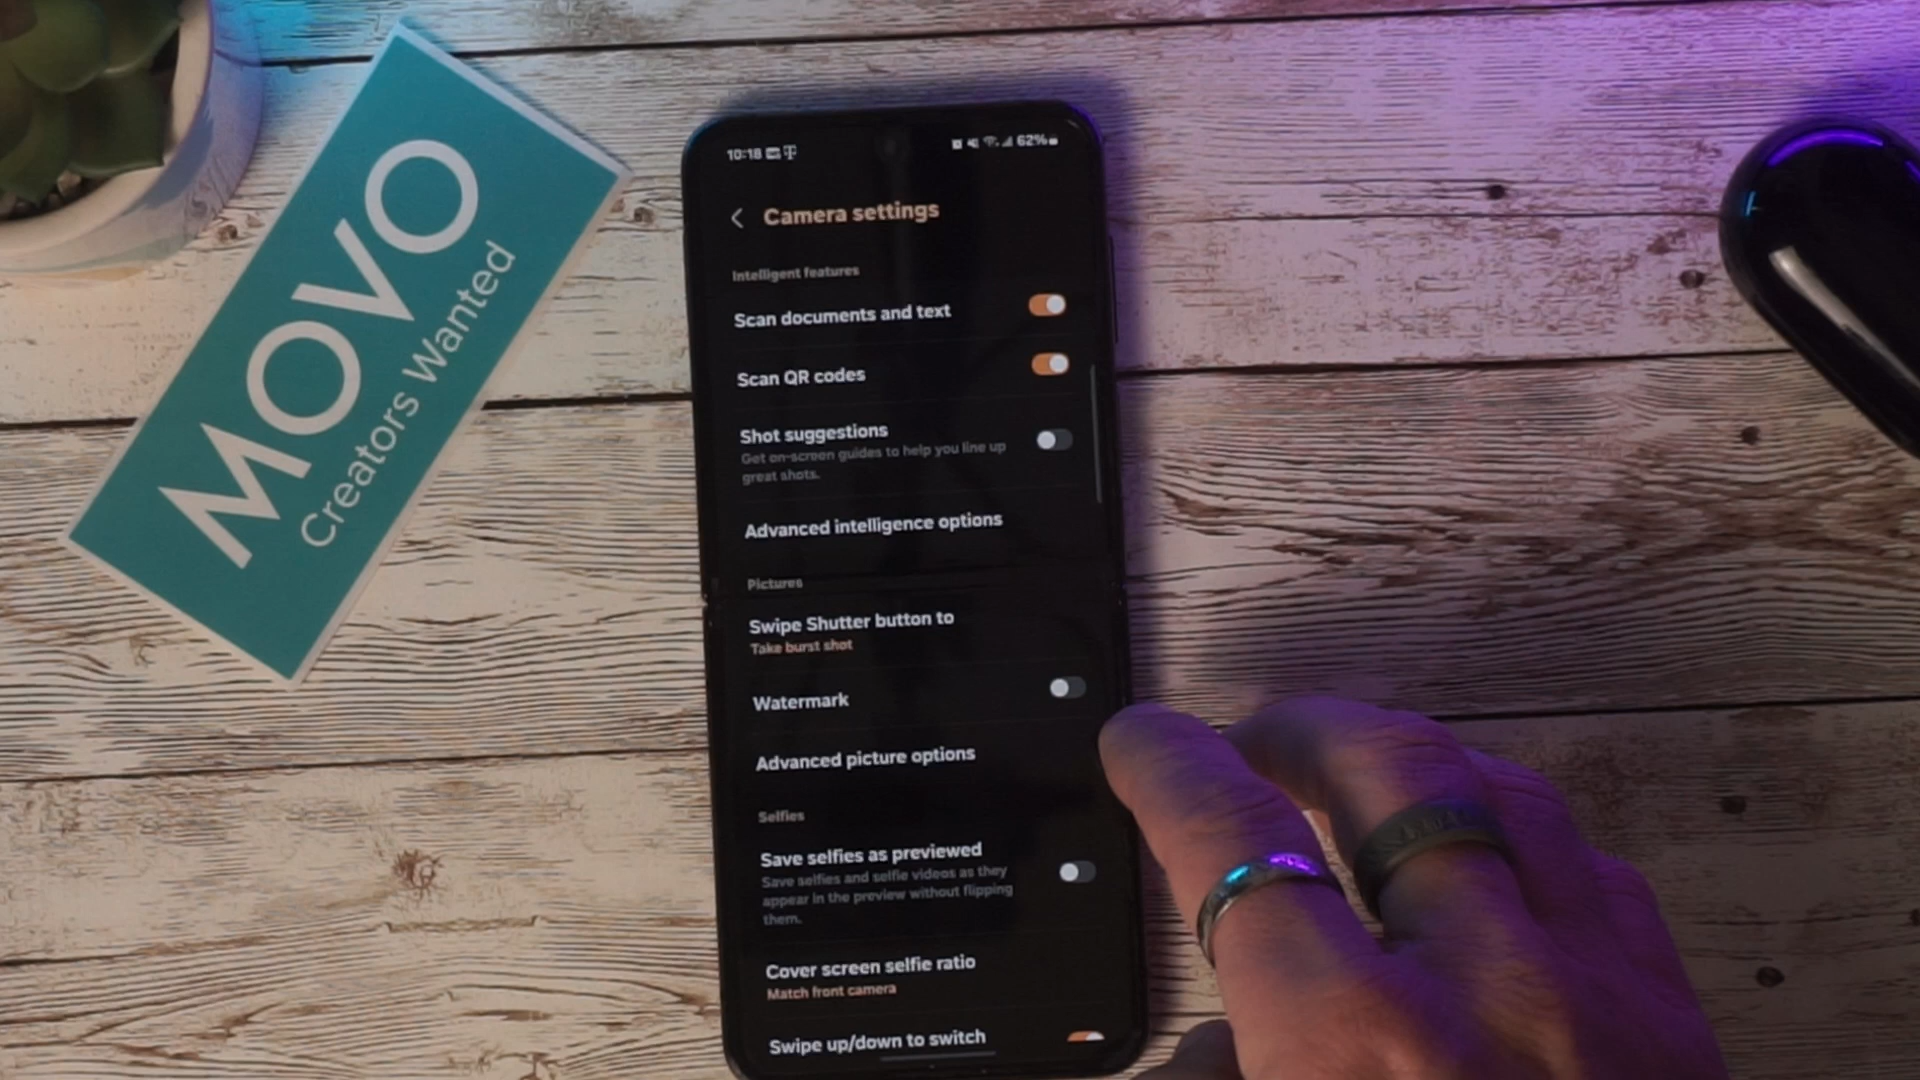 MOVO
Creators Wanted
10:18
62%
Camera settings
Intelligent features
Scan documents and text
Scan QR codes
Shot suggestions
Get on-screen guides to help you line up
great shots.
Advanced intelligence options
Pictures
Swipe Shutter button to
Take burst shot
Watermark
Advanced picture options
Selfies
Save selfies as previewed
Save selfies and selfie videos as they
appear in the preview without flipping
them.
Cover screen selfie ratio
Match front camera
Swipe up/down to switch